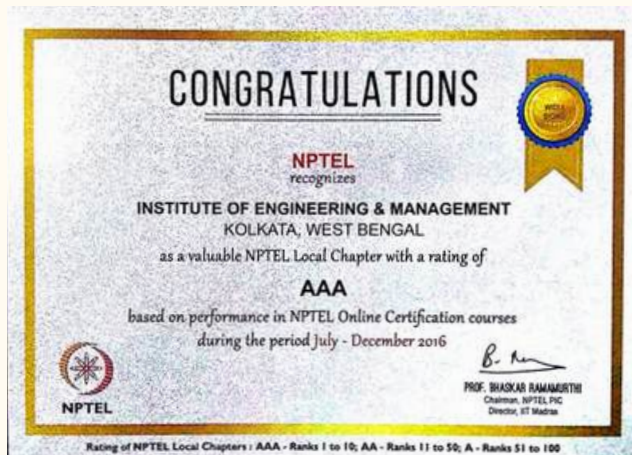 CONGRATULATIONS
WELL
DONE
NPTEL
recognizes
INSTITUTE OF ENGINEERING & MANAGEMENT
KOLKATA, WEST BENGAL
as a valuable NPTEL Local Chapter with a rating of
AAA
based on performance in NPTEL Online Certification courses
during the period July - December 2016
NPTEL
PROF. BHASKAR RAMAMURTHI
Chairman, NPTEL PIC
Director, IIT Madras
Rating of NPTEL Local Chapters : AAA - Ranks 1 to 10; AA - Ranks 11 to 50; A - Ranks 51 to 100